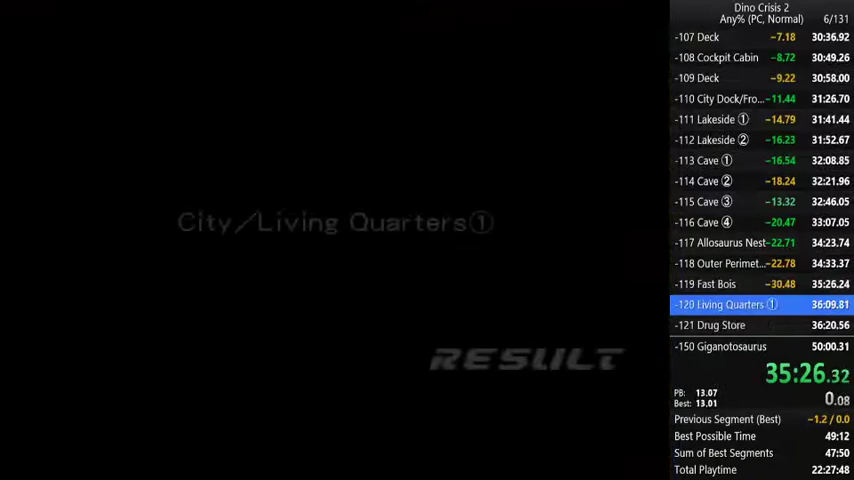 Dino Crisis 2
Any% (PC, Normal) 6/131
-107 Deck −7.18 30:36.92
-108 Cockpit Cabin −8.72 30:49.26
-109 Deck −9.22 30:58.00
-110 City Dock/Fro... −11.44 31:26.70
-111 Lakeside ① −14.79 31:41.44
-112 Lakeside ② −16.23 31:52.67
-113 Cave ① −16.54 32:08.85
-114 Cave ② −18.24 32:21.96
-115 Cave ③ −13.32 32:46.05
-116 Cave ④ −20.47 33:07.05
-117 Allosaurus Nest −22.71 34:23.74
-118 Outer Perimet... −22.78 34:33.37
-119 Fast Bois −30.48 35:26.24
-120 Living Quarters ① 36:09.81
-121 Drug Store 36:20.56
-150 Giganotosaurus 50:00.31
35:26.32
PB: 13.07
Best: 13.01 0.08
Previous Segment (Best) −1.2 / 0.0
Best Possible Time 49:12
Sum of Best Segments 47:50
Total Playtime 22:27:48
City/Living Quarters①
RESULT